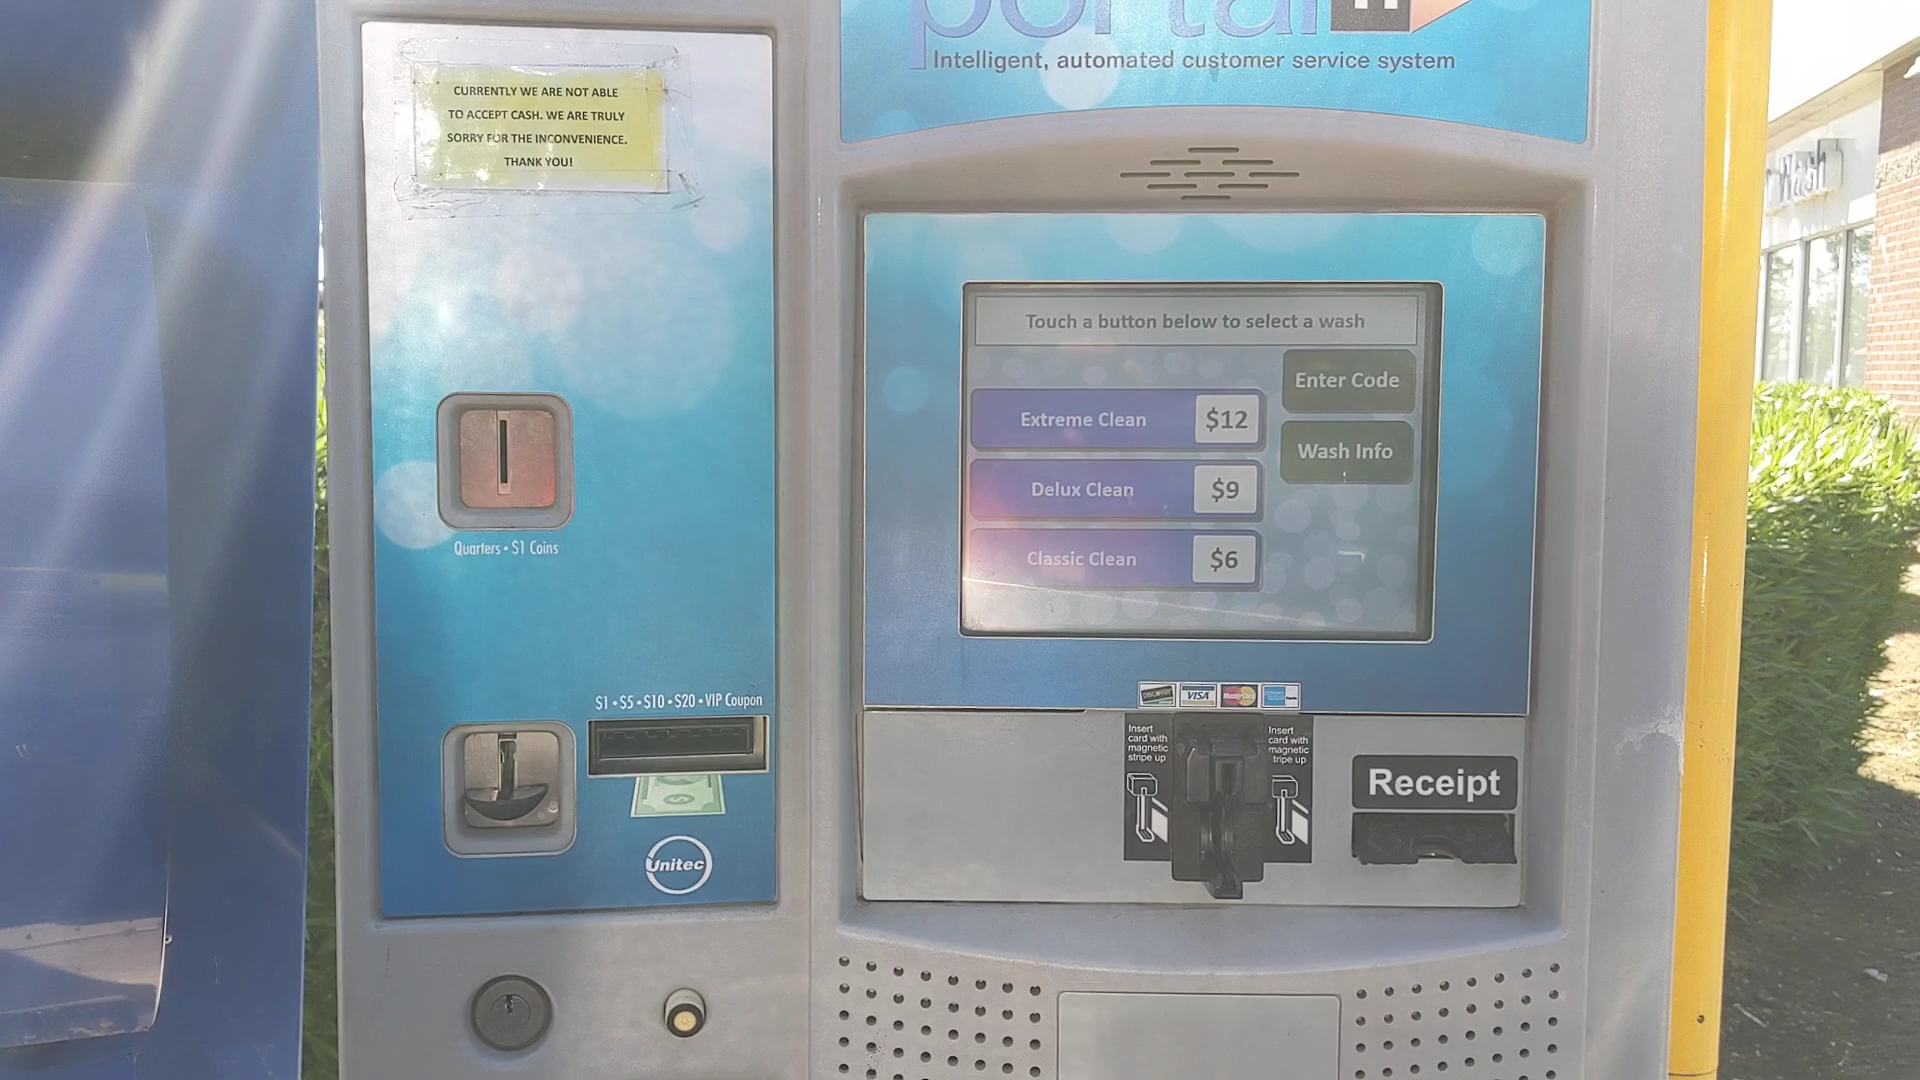 CURRENTLY WE ARE NOT ABLE
TO ACCEPT CASH. WE ARE TRULY
SORRY FOR THE INCONVENIENCE.
THANK YOU!
Quarters • $1 Coins
$1 • $5 • $10 • $20 • VIP Coupon
Unitec
portal
Intelligent, automated customer service system
Touch a button below to select a wash
Enter Code
Wash Info
Extreme Clean $12
Delux Clean $9
Classic Clean $6
DISCOVER VISA MasterCard
Insert
card with
magnetic
stripe up
Insert
card with
magnetic
tripe up
Receipt
Wash